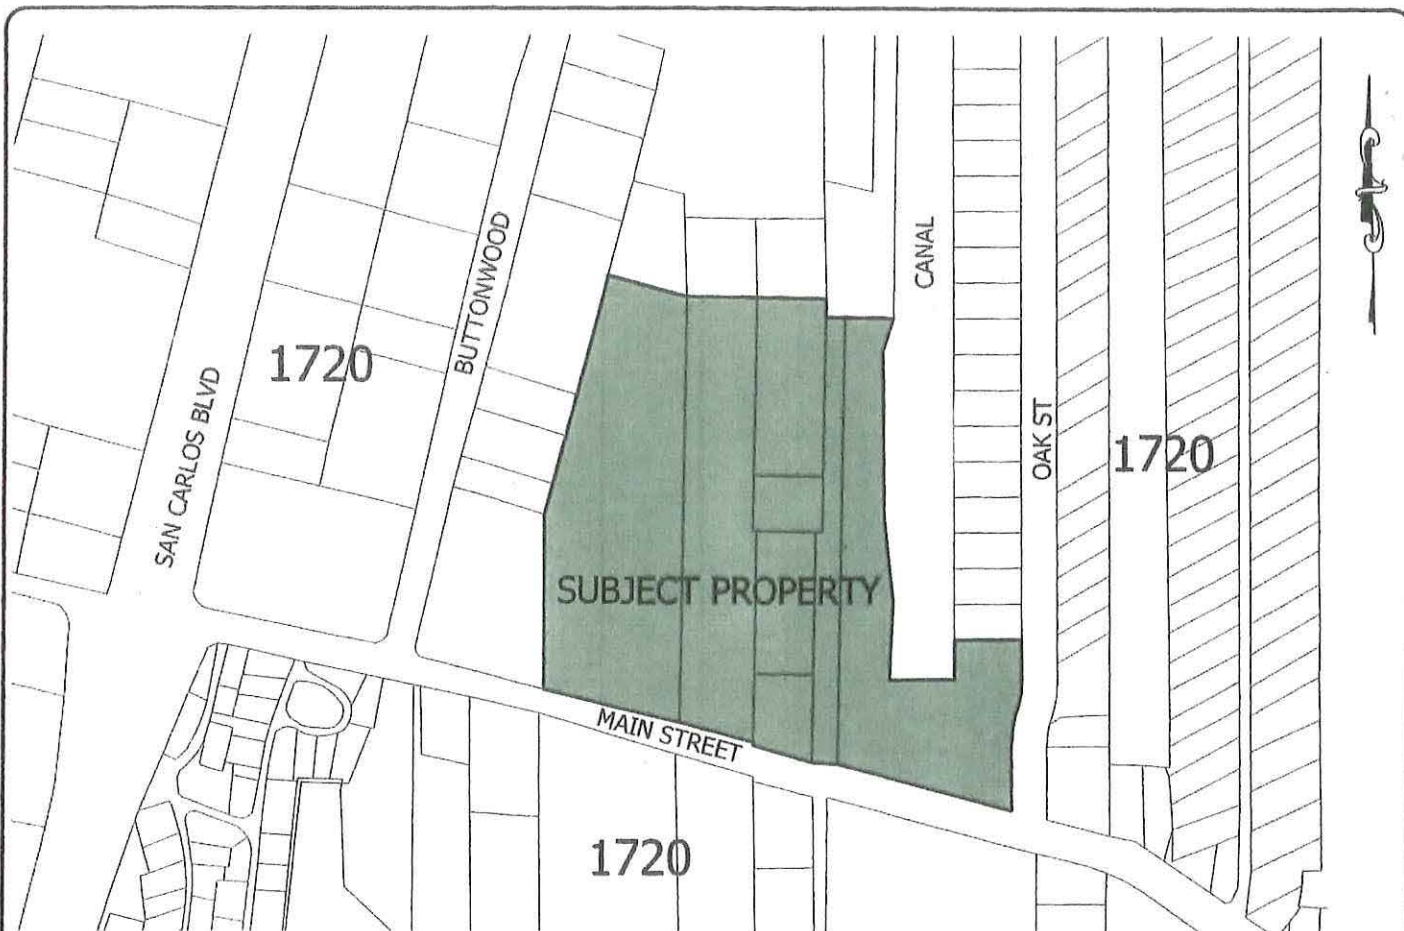 CANAL
BUTTONWOOD
1720
SAN CARLOS BLVD
OAK ST
1720
SUBJECT PROPERTY
MAIN STREET
1720